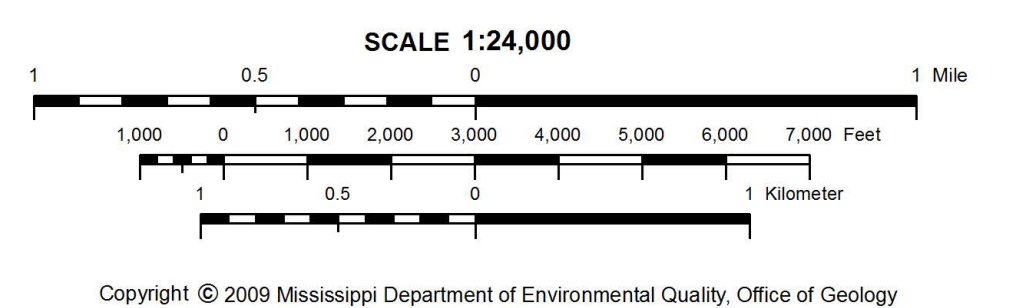 SCALE 1:24,000
1 0.5 0 1 Mile
1,000 0 1,000 2,000 3,000 4,000 5,000 6,000 7,000 Feet
1 0.5 0 1 Kilometer
Copyright © 2009 Mississippi Department of Environmental Quality, Office of Geology